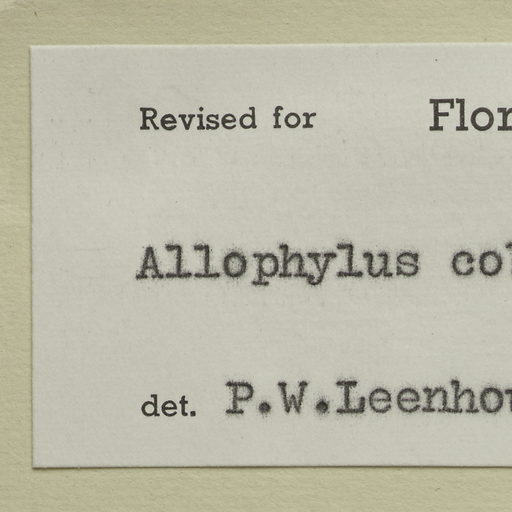 Revised for Flor
Allophylus co
det. P.W.Leenho